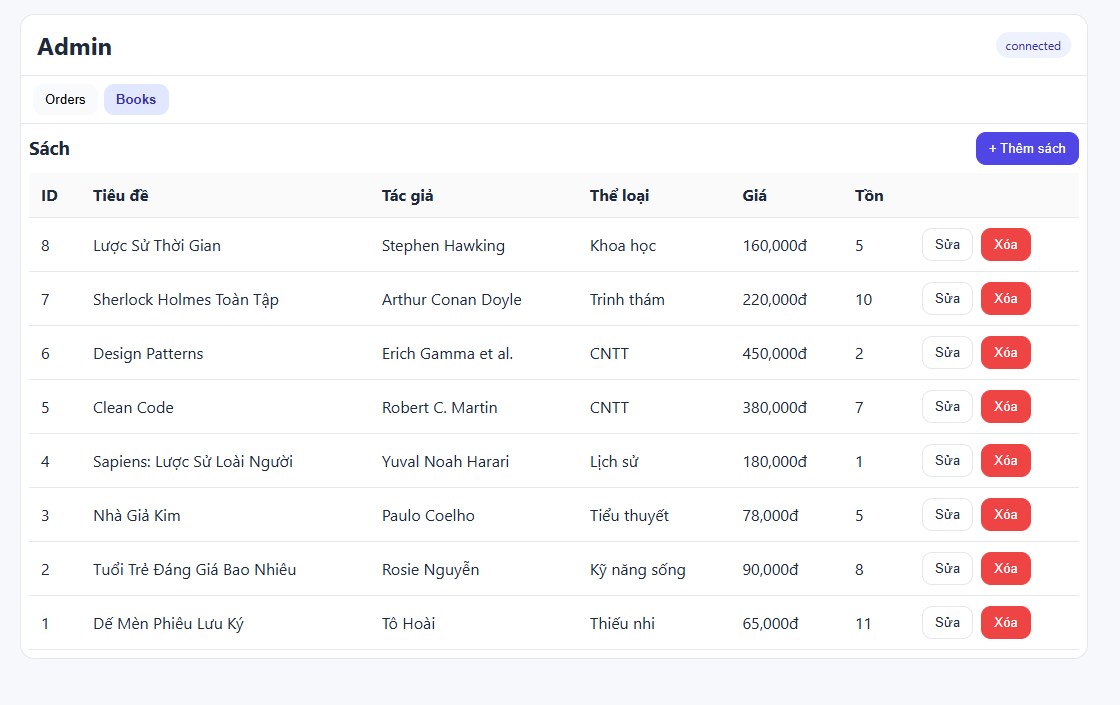 Admin connected
Orders Books
Sách + Thêm sách
ID Tiêu đề Tác giả Thể loại Giá Tồn
8 Lược Sử Thời Gian Stephen Hawking Khoa học 160,000đ 5 Sửa Xóa
7 Sherlock Holmes Toàn Tập Arthur Conan Doyle Trinh thám 220,000đ 10 Sửa Xóa
6 Design Patterns Erich Gamma et al. CNTT 450,000đ 2 Sửa Xóa
5 Clean Code Robert C. Martin CNTT 380,000đ 7 Sửa Xóa
4 Sapiens: Lược Sử Loài Người Yuval Noah Harari Lịch sử 180,000đ 1 Sửa Xóa
3 Nhà Giả Kim Paulo Coelho Tiểu thuyết 78,000đ 5 Sửa Xóa
2 Tuổi Trẻ Đáng Giá Bao Nhiêu Rosie Nguyễn Kỹ năng sống 90,000đ 8 Sửa Xóa
1 Dế Mèn Phiêu Lưu Ký Tô Hoài Thiếu nhi 65,000đ 11 Sửa Xóa